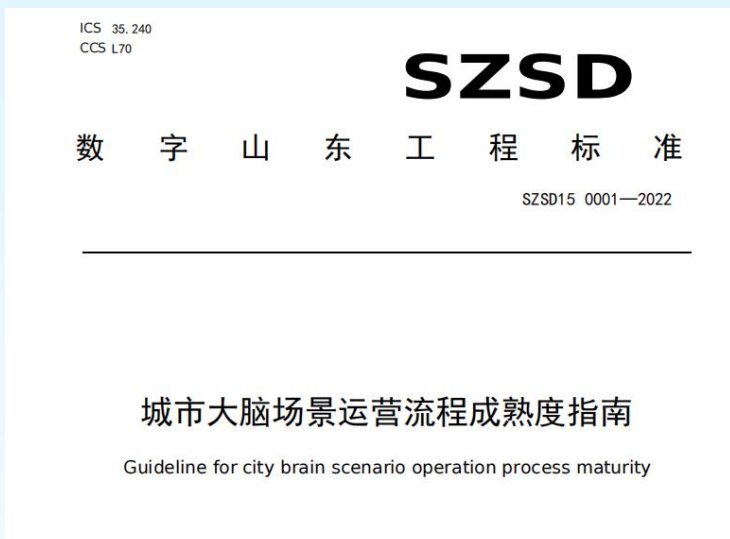 ICS 35.240
CCS L70
SZSD
数字山东工程标准
SZSD15 0001—2022
城市大脑场景运营流程成熟度指南
Guideline for city brain scenario operation process maturity